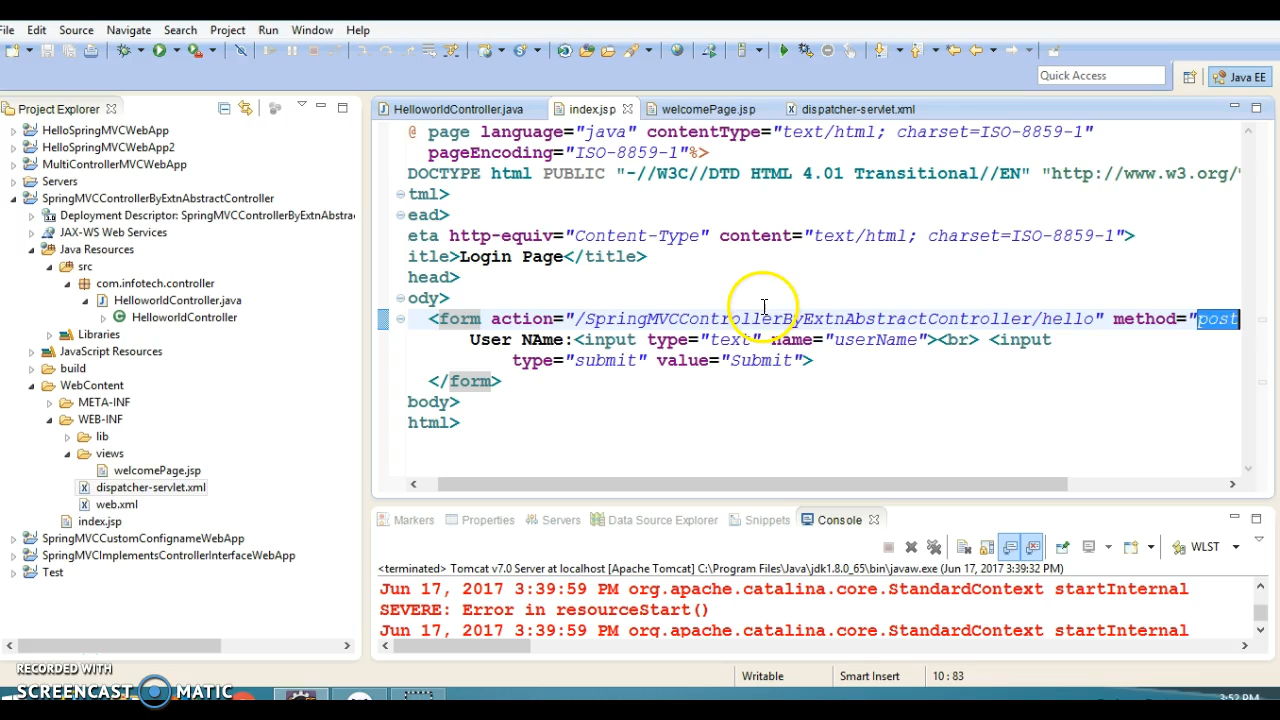 File Edit Source Navigate Search Project Run Window Help
Quick Access
Java EE
Project Explorer
HelloSpringMVCWebApp
HelloSpringMVCWebApp2
MultiControllerMVCWebApp
Servers
SpringMVCControllerByExtnAbstractController
Deployment Descriptor: SpringMVCControllerByExtnAbstra
JAX-WS Web Services
Java Resources
src
com.infotech.controller
HelloworldController.java
HelloworldController
Libraries
JavaScript Resources
build
WebContent
META-INF
WEB-INF
lib
views
welcomePage.jsp
dispatcher-servlet.xml
web.xml
index.jsp
SpringMVCCustomConfignameWebApp
SpringMVCImplementsControllerInterfaceWebApp
Test
HelloworldController.java index.jsp welcomePage.jsp dispatcher-servlet.xml
@ page language="java" contentType="text/html; charset=ISO-8859-1"
pageEncoding="ISO-8859-1"%>
DOCTYPE html PUBLIC "-//W3C//DTD HTML 4.01 Transitional//EN" "http://www.w3.org/
tml>
ead>
eta http-equiv="Content-Type" content="text/html; charset=ISO-8859-1">
itle>Login Page</title>
head>
ody>
<form action="/SpringMVCControllerByExtnAbstractController/hello" method="post
User NAme:<input type="text" name="userName"><br> <input
type="submit" value="Submit">
</form>
body>
html>
Markers Properties Servers Data Source Explorer Snippets Console
WLST
<terminated> Tomcat v7.0 Server at localhost [Apache Tomcat] C:\Program Files\Java\jdk1.8.0_65\bin\javaw.exe (Jun 17, 2017 3:39:32 PM)
Jun 17, 2017 3:39:59 PM org.apache.catalina.core.StandardContext startInternal
SEVERE: Error in resourceStart()
Jun 17, 2017 3:39:59 PM org.apache.catalina.core.StandardContext startInternal
Writable Smart Insert 10 : 83
RECORDED WITH
SCREENCAST MATIC
3:52 PM